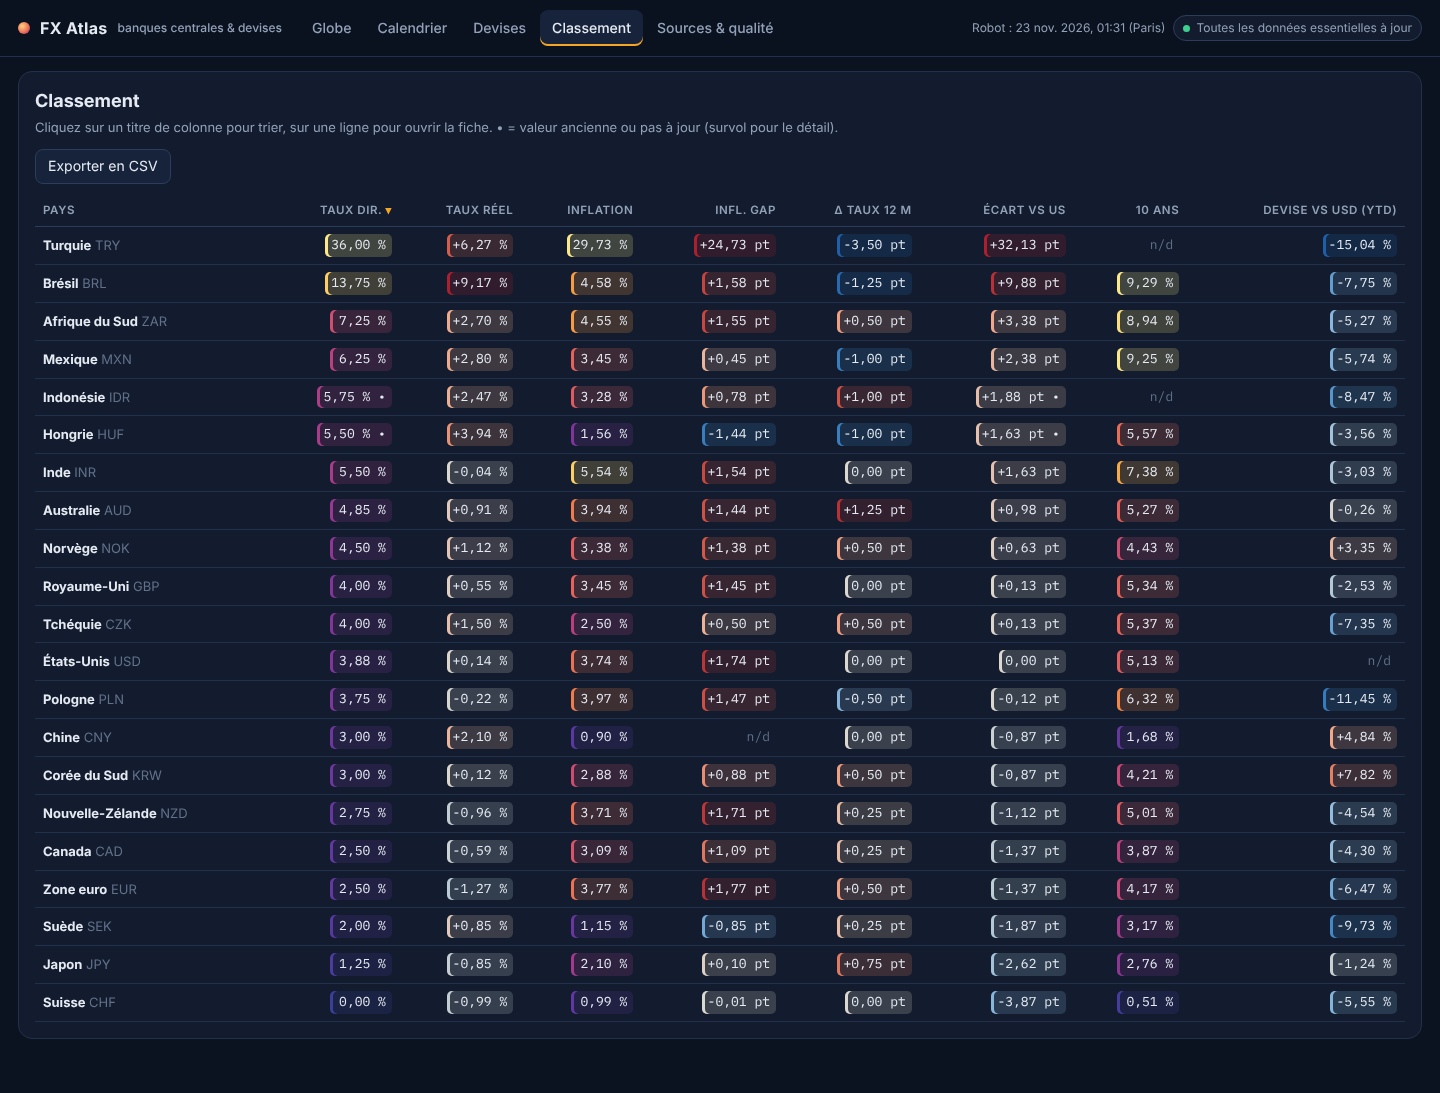 FX Atlas banques centrales & devises Globe Calendrier Devises Classement Sources & qualité Robot : 23 nov. 2026, 01:31 (Paris) Toutes les données essentielles à jour
Classement
Cliquez sur un titre de colonne pour trier, sur une ligne pour ouvrir la fiche. • = valeur ancienne ou pas à jour (survol pour le détail).
Exporter en CSV
PAYS TAUX DIR. ▼ TAUX RÉEL INFLATION INFL. GAP Δ TAUX 12 M ÉCART VS US 10 ANS DEVISE VS USD (YTD)
Turquie TRY 36,00 % +6,27 % 29,73 % +24,73 pt -3,50 pt +32,13 pt n/d -15,04 %
Brésil BRL 13,75 % +9,17 % 4,58 % +1,58 pt -1,25 pt +9,88 pt 9,29 % -7,75 %
Afrique du Sud ZAR 7,25 % +2,70 % 4,55 % +1,55 pt +0,50 pt +3,38 pt 8,94 % -5,27 %
Mexique MXN 6,25 % +2,80 % 3,45 % +0,45 pt -1,00 pt +2,38 pt 9,25 % -5,74 %
Indonésie IDR 5,75 % • +2,47 % 3,28 % +0,78 pt +1,00 pt +1,88 pt • n/d -8,47 %
Hongrie HUF 5,50 % • +3,94 % 1,56 % -1,44 pt -1,00 pt +1,63 pt • 5,57 % -3,56 %
Inde INR 5,50 % -0,04 % 5,54 % +1,54 pt 0,00 pt +1,63 pt 7,38 % -3,03 %
Australie AUD 4,85 % +0,91 % 3,94 % +1,44 pt +1,25 pt +0,98 pt 5,27 % -0,26 %
Norvège NOK 4,50 % +1,12 % 3,38 % +1,38 pt +0,50 pt +0,63 pt 4,43 % +3,35 %
Royaume-Uni GBP 4,00 % +0,55 % 3,45 % +1,45 pt 0,00 pt +0,13 pt 5,34 % -2,53 %
Tchéquie CZK 4,00 % +1,50 % 2,50 % +0,50 pt +0,50 pt +0,13 pt 5,37 % -7,35 %
États-Unis USD 3,88 % +0,14 % 3,74 % +1,74 pt 0,00 pt 0,00 pt 5,13 % n/d
Pologne PLN 3,75 % -0,22 % 3,97 % +1,47 pt -0,50 pt -0,12 pt 6,32 % -11,45 %
Chine CNY 3,00 % +2,10 % 0,90 % n/d 0,00 pt -0,87 pt 1,68 % +4,84 %
Corée du Sud KRW 3,00 % +0,12 % 2,88 % +0,88 pt +0,50 pt -0,87 pt 4,21 % +7,82 %
Nouvelle-Zélande NZD 2,75 % -0,96 % 3,71 % +1,71 pt +0,25 pt -1,12 pt 5,01 % -4,54 %
Canada CAD 2,50 % -0,59 % 3,09 % +1,09 pt +0,25 pt -1,37 pt 3,87 % -4,30 %
Zone euro EUR 2,50 % -1,27 % 3,77 % +1,77 pt +0,50 pt -1,37 pt 4,17 % -6,47 %
Suède SEK 2,00 % +0,85 % 1,15 % -0,85 pt +0,25 pt -1,87 pt 3,17 % -9,73 %
Japon JPY 1,25 % -0,85 % 2,10 % +0,10 pt +0,75 pt -2,62 pt 2,76 % -1,24 %
Suisse CHF 0,00 % -0,99 % 0,99 % -0,01 pt 0,00 pt -3,87 pt 0,51 % -5,55 %